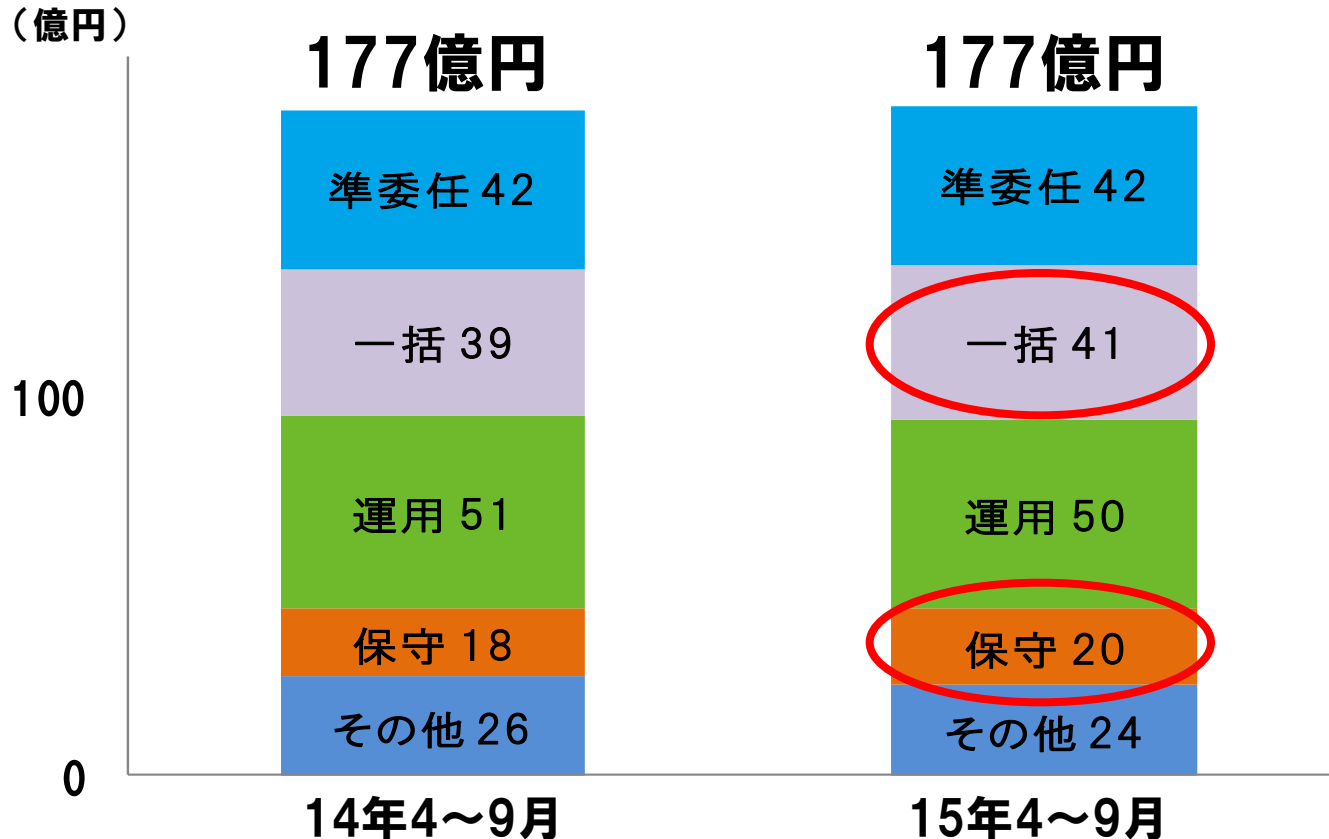 （億円）
177億円
177億円
準委任 42
準委任 42
一括 39
一括 41
100
運用 51
運用 50
保守 18
保守 20
その他 26
その他 24
0
14年4～9月
15年4～9月